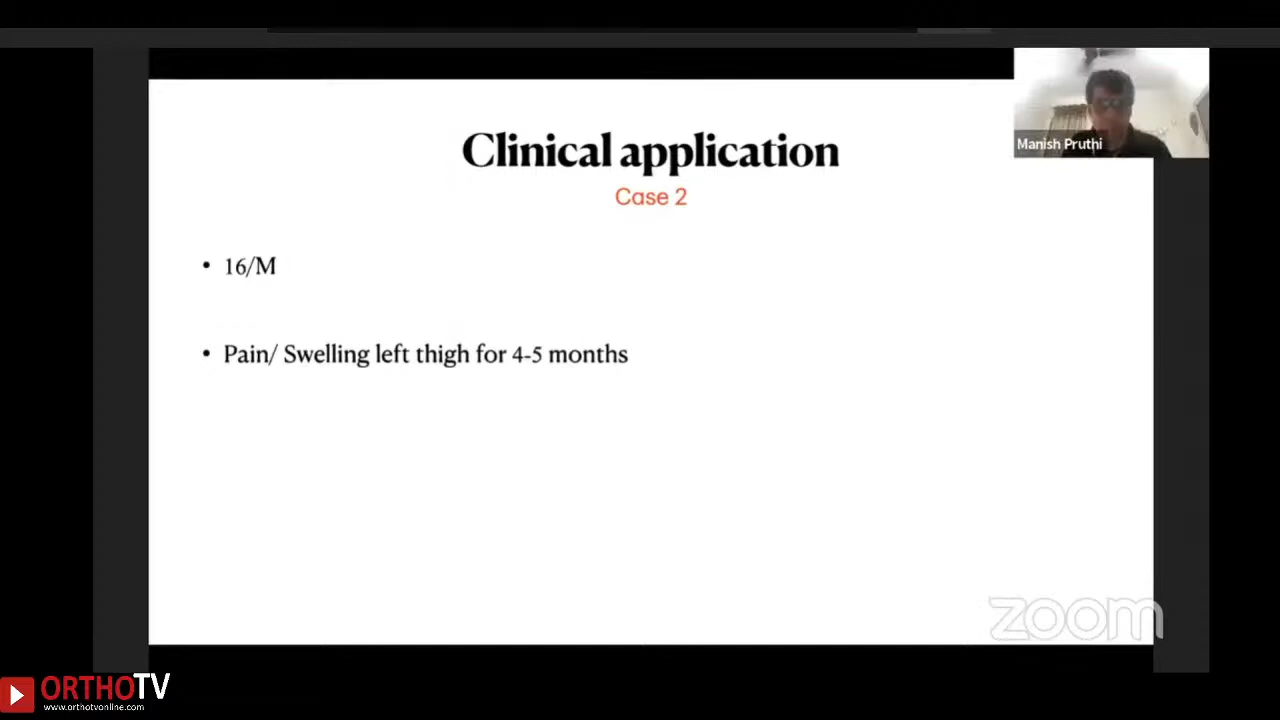 Clinical application
Case 2
Manish Pruthi
• 16/M
• Pain/ Swelling left thigh for 4-5 months
zoom
ORTHOTV
www.orthotvonline.com